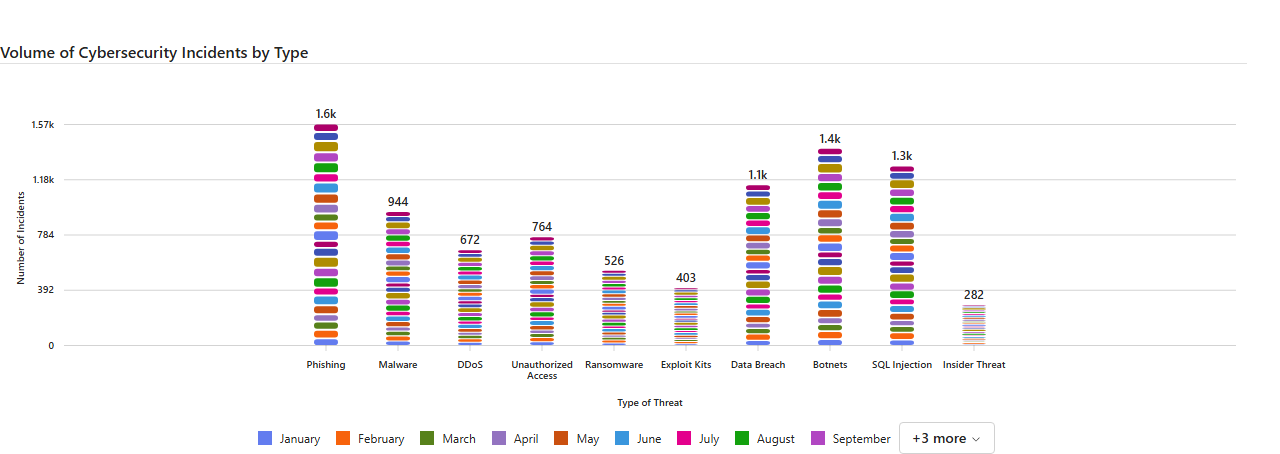 Volume of Cybersecurity Incidents by Type
Number of Incidents
1.57k
1.18k
784
392
0
1.6k
944
672
764
526
403
1.1k
1.4k
1.3k
282
Phishing
Malware
DDoS
Unauthorized
Access
Ransomware
Exploit Kits
Data Breach
Botnets
SQL Injection
Insider Threat
Type of Threat
January
February
March
April
May
June
July
August
September
+3 more